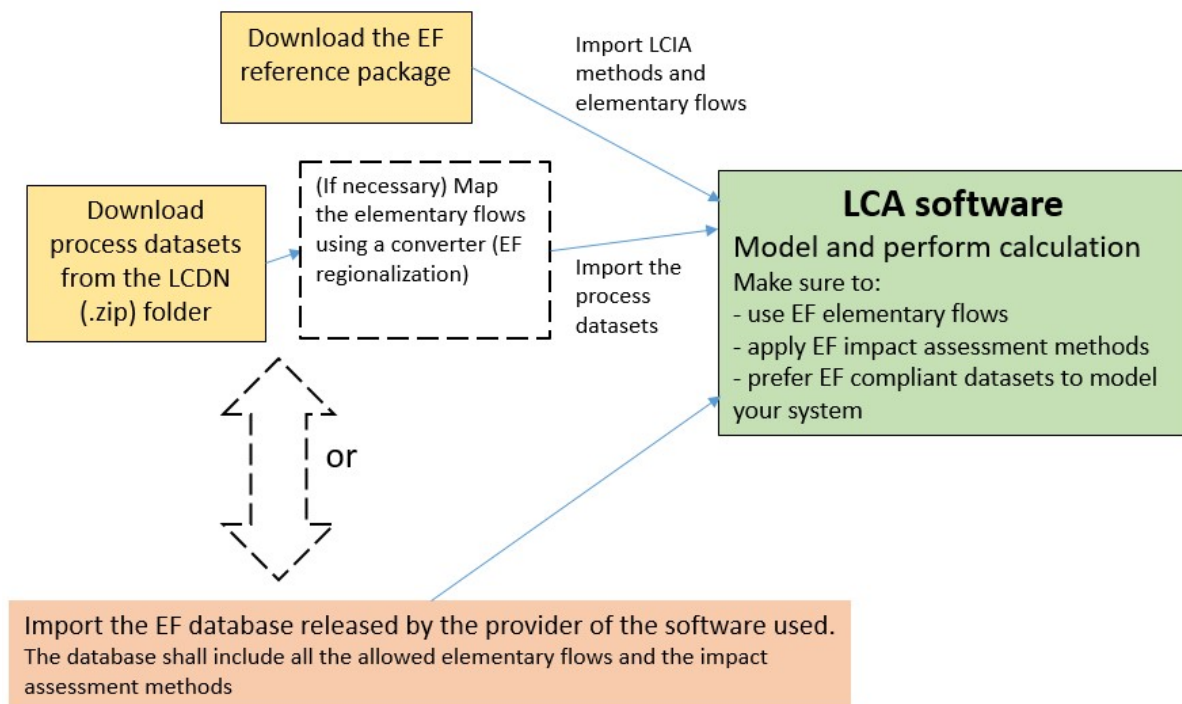 Download the EF
reference package
Import LCIA
methods and
elementary flows
Download
process datasets
from the LCDN
(.zip) folder
(If necessary) Map
the elementary flows
using a converter (EF
regionalization)
Import the
process
datasets
LCA software
Model and perform calculation
Make sure to:
- use EF elementary flows
- apply EF impact assessment methods
- prefer EF compliant datasets to model
your system
or
Import the EF database released by the provider of the software used.
The database shall include all the allowed elementary flows and the impact
assessment methods